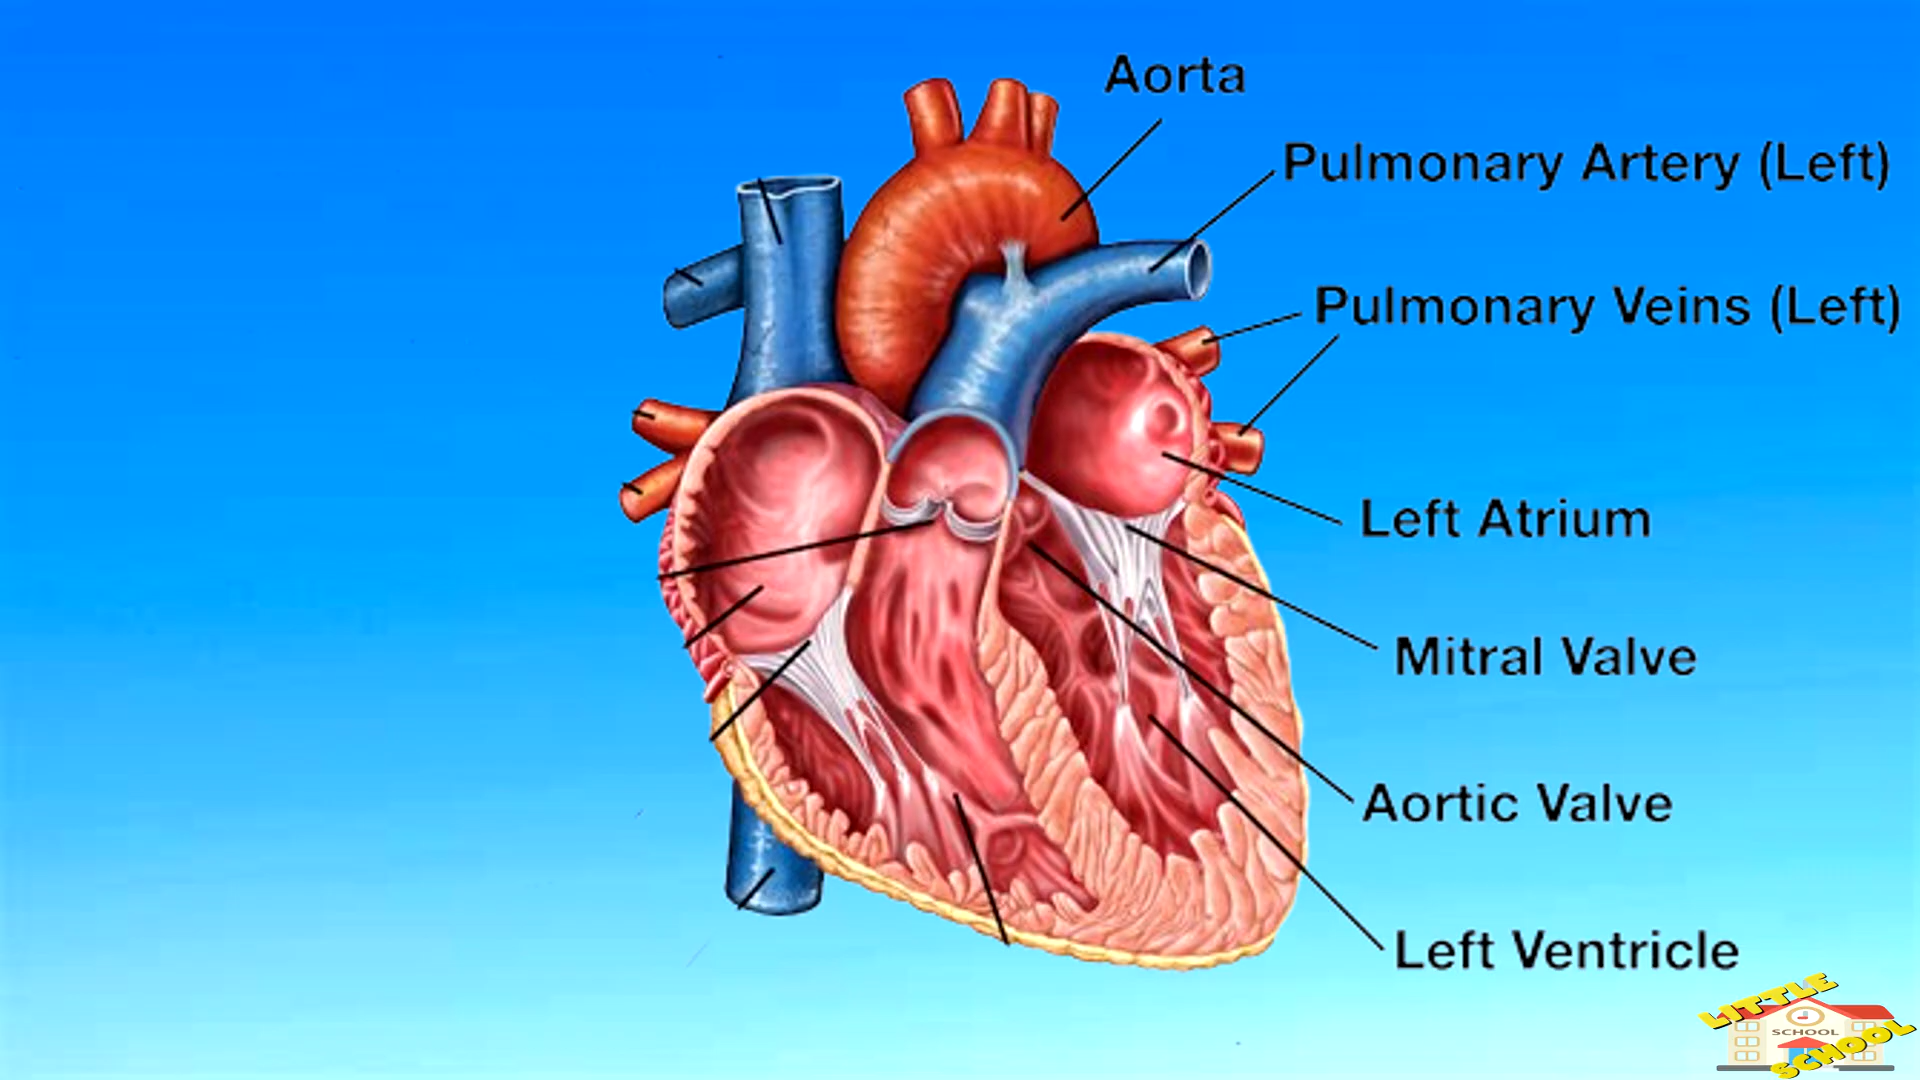 Aorta
Pulmonary Artery (Left)
Pulmonary Veins (Left)
Left Atrium
Mitral Valve
Aortic Valve
Left Ventricle
LITTLE
SCHOOL
SCHOOL